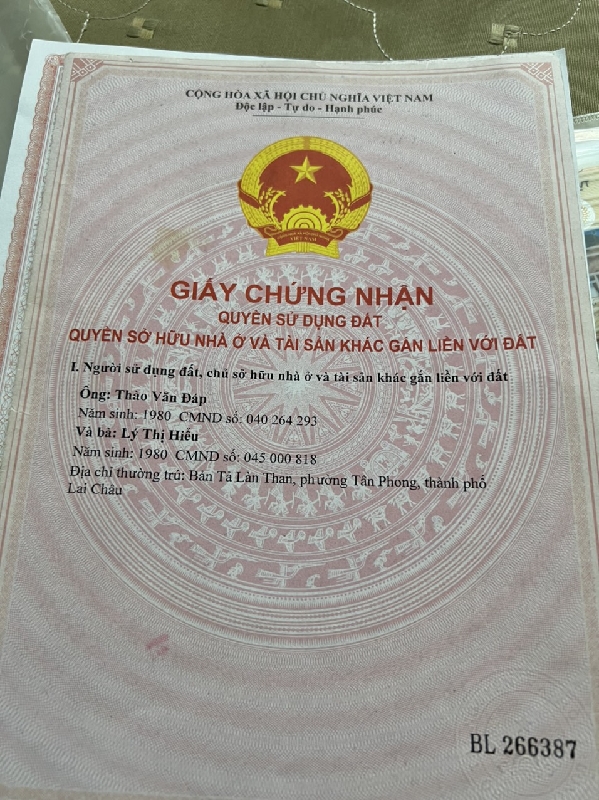 CỘNG HÒA XÃ HỘI CHỦ NGHĨA VIỆT NAM
Độc lập - Tự do - Hạnh phúc
GIẤY CHỨNG NHẬN
QUYỀN SỬ DỤNG ĐẤT
QUYỀN SỞ HỮU NHÀ Ở VÀ TÀI SẢN KHÁC GẮN LIỀN VỚI ĐẤT
I. Người sử dụng đất, chủ sở hữu nhà ở và tài sản khác gắn liền với đất
Ông: Thào Văn Đáp
Năm sinh: 1980 CMND số: 040 264 293
Và bà: Lý Thị Hiếu
Năm sinh: 1980 CMND số: 045 000 818
Địa chỉ thường trú: Bản Tả Làn Than, phương Tân Phong, thành phố
Lai Châu
BL 266387